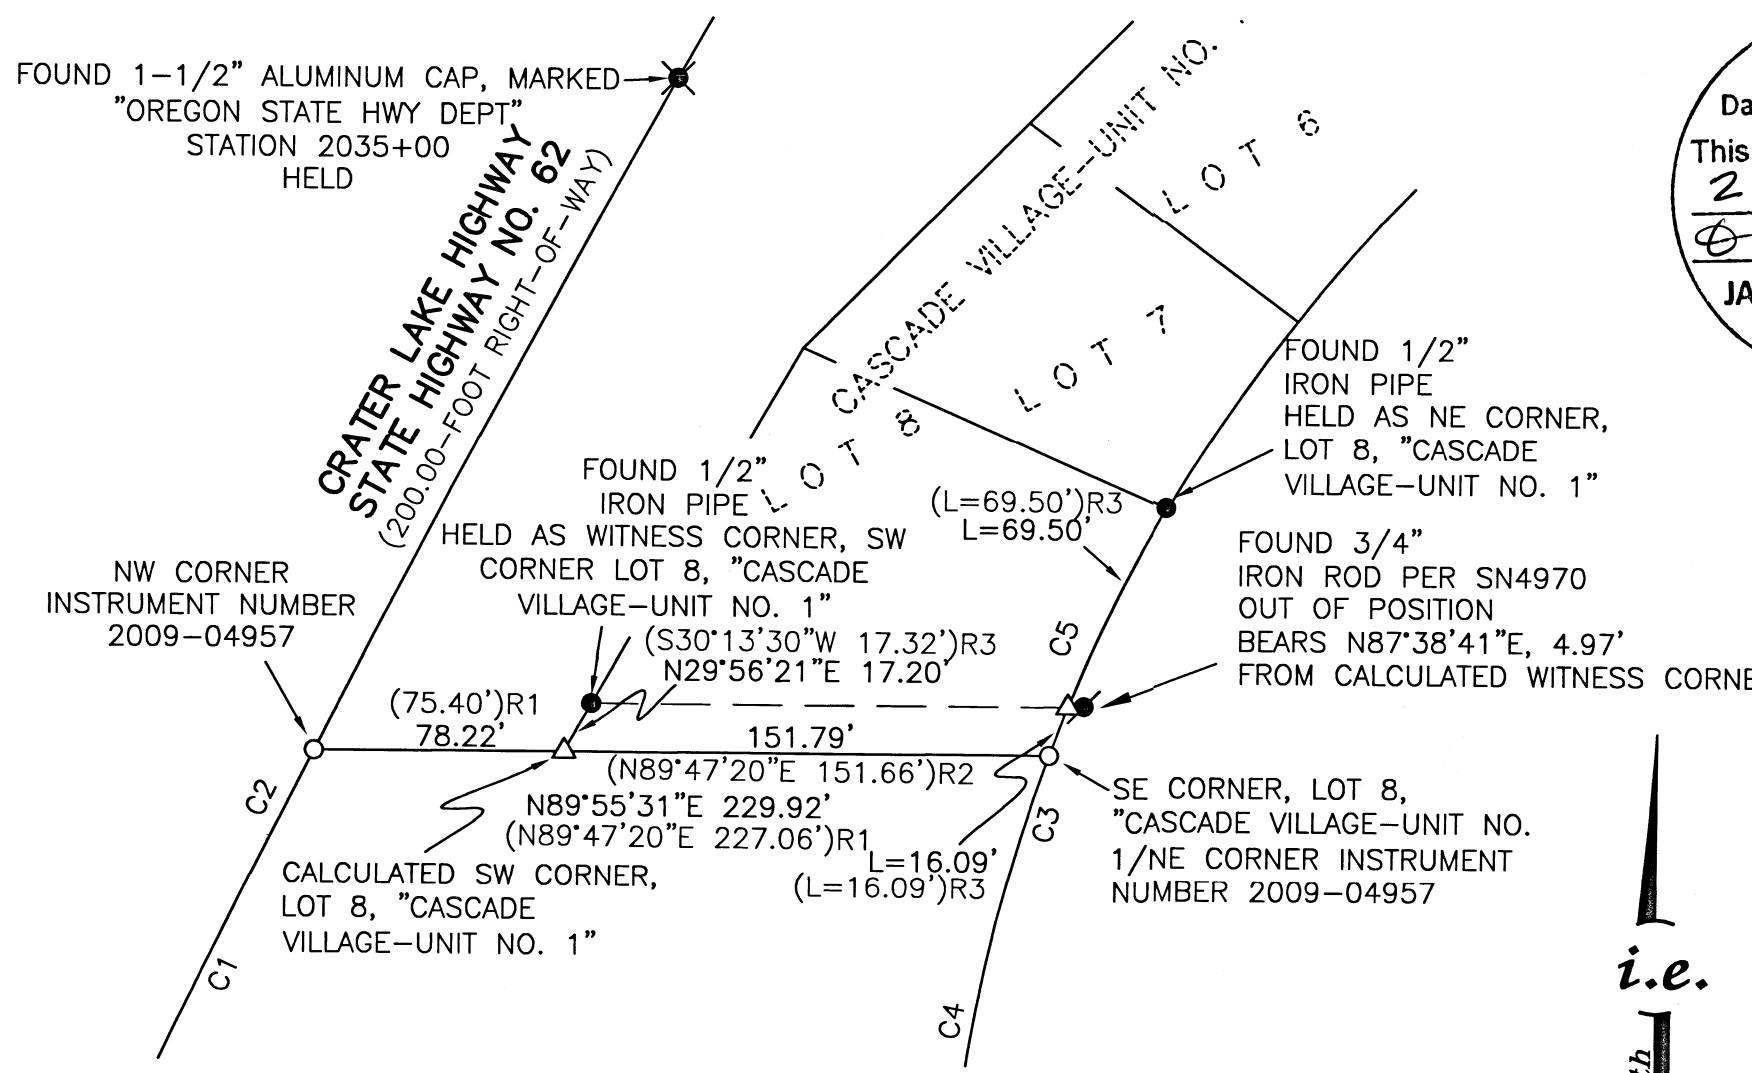 FOUND 1-1/2" ALUMINUM CAP, MARKED
"OREGON STATE HWY DEPT"
STATION 2035+00
HELD
CRATER LAKE HIGHWAY
STATE HIGHWAY NO. 62
(200.00-FOOT RIGHT-OF-WAY)
CASCADE VILLAGE-UNIT NO.
LOT 6
LOT 7
LOT 8
Da
This
2
JA
FOUND 1/2"
IRON PIPE
HELD AS NE CORNER,
LOT 8, "CASCADE
VILLAGE-UNIT NO. 1"
FOUND 1/2"
IRON PIPE
HELD AS WITNESS CORNER, SW
CORNER LOT 8, "CASCADE
VILLAGE-UNIT NO. 1"
(L=69.50')R3
L=69.50'
FOUND 3/4"
IRON ROD PER SN4970
OUT OF POSITION
BEARS N87°38'41"E, 4.97'
FROM CALCULATED WITNESS CORNE
NW CORNER
INSTRUMENT NUMBER
2009-04957
(S30°13'30"W 17.32')R3
N29°56'21"E 17.20'
C5
(75.40')R1
78.22'
151.79'
(N89°47'20"E 151.66')R2
N89°55'31"E 229.92'
(N89°47'20"E 227.06')R1
L=16.09'
(L=16.09')R3
C2
C3
SE CORNER, LOT 8,
"CASCADE VILLAGE-UNIT NO.
1/NE CORNER INSTRUMENT
NUMBER 2009-04957
CALCULATED SW CORNER,
LOT 8, "CASCADE
VILLAGE-UNIT NO. 1"
C1
C4
i.e.
th